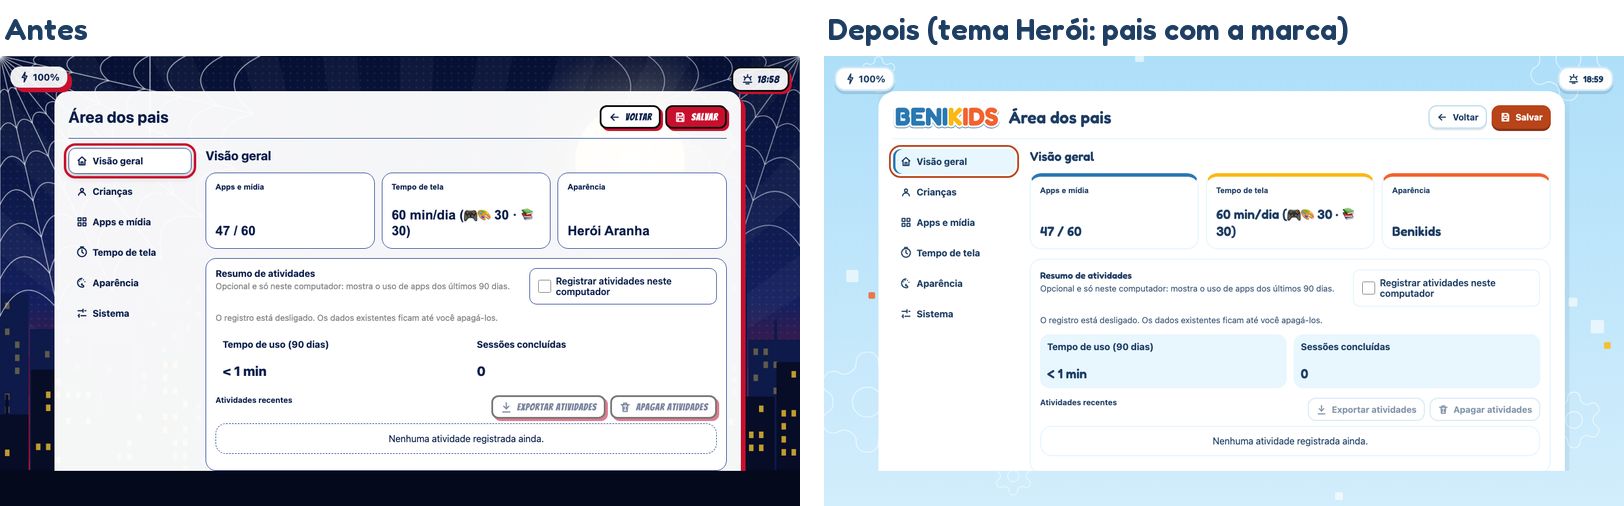 Antes
100%
18:58
Área dos pais
VOLTAR
SALVAR
Visão geral
Crianças
Apps e mídia
Tempo de tela
Aparência
Sistema
Visão geral
Apps e mídia
47 / 60
Tempo de tela
60 min/dia (🎮🎨 30 · 📚
30)
Aparência
Herói Aranha
Resumo de atividades
Opcional e só neste computador: mostra o uso de apps dos últimos 90 dias.
Registrar atividades neste
computador
O registro está desligado. Os dados existentes ficam até você apagá-los.
Tempo de uso (90 dias)
< 1 min
Sessões concluídas
0
Atividades recentes
EXPORTAR ATIVIDADES
APAGAR ATIVIDADES
Nenhuma atividade registrada ainda.
Depois (tema Herói: pais com a marca)
100%
18:59
BENIKIDS
Área dos pais
Voltar
Salvar
Visão geral
Crianças
Apps e mídia
Tempo de tela
Aparência
Sistema
Visão geral
Apps e mídia
47 / 60
Tempo de tela
60 min/dia (🎮🎨 30 · 📚
30)
Aparência
Benikids
Resumo de atividades
Opcional e só neste computador: mostra o uso de apps dos últimos 90 dias.
Registrar atividades neste
computador
O registro está desligado. Os dados existentes ficam até você apagá-los.
Tempo de uso (90 dias)
< 1 min
Sessões concluídas
0
Atividades recentes
Exportar atividades
Apagar atividades
Nenhuma atividade registrada ainda.